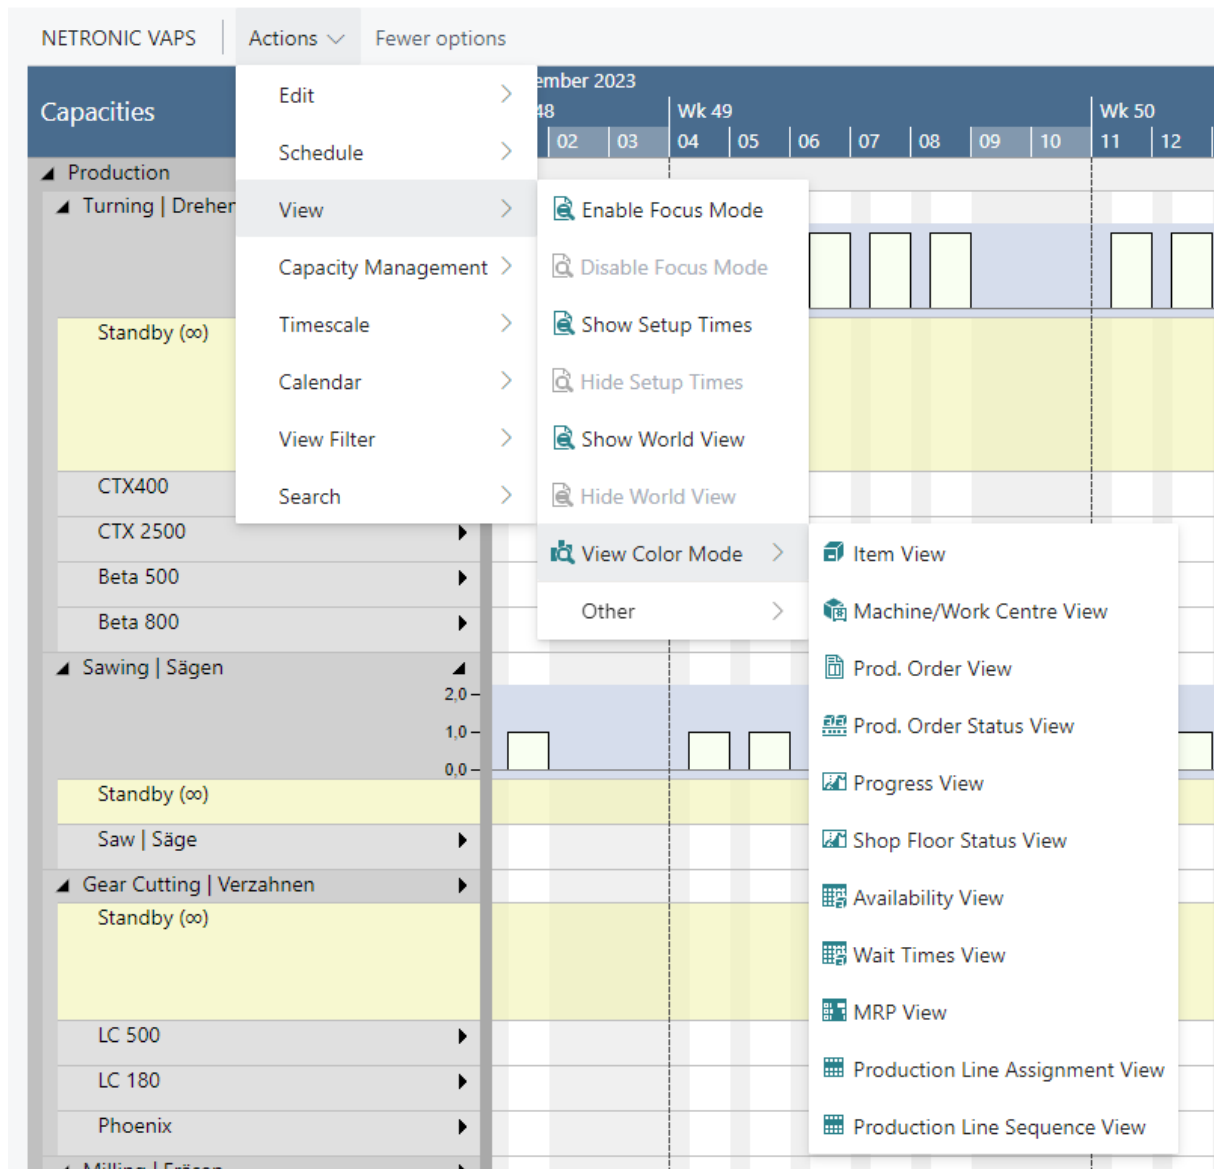 NETRONIC VAPS
Actions
Fewer options
Capacities
ember 2023
48
Wk 49
Wk 50
02 03 04 05 06 07 08 09 10 11 12
Production
Turning | Drehen
Standby (∞)
CTX400
CTX 2500
Beta 500
Beta 800
Sawing | Sägen
2,0
1,0
0,0
Standby (∞)
Saw | Säge
Gear Cutting | Verzahnen
Standby (∞)
LC 500
LC 180
Phoenix
Milling | Fräsen
Edit
Schedule
View
Capacity Management
Timescale
Calendar
View Filter
Search
Enable Focus Mode
Disable Focus Mode
Show Setup Times
Hide Setup Times
Show World View
Hide World View
View Color Mode
Other
Item View
Machine/Work Centre View
Prod. Order View
Prod. Order Status View
Progress View
Shop Floor Status View
Availability View
Wait Times View
MRP View
Production Line Assignment View
Production Line Sequence View